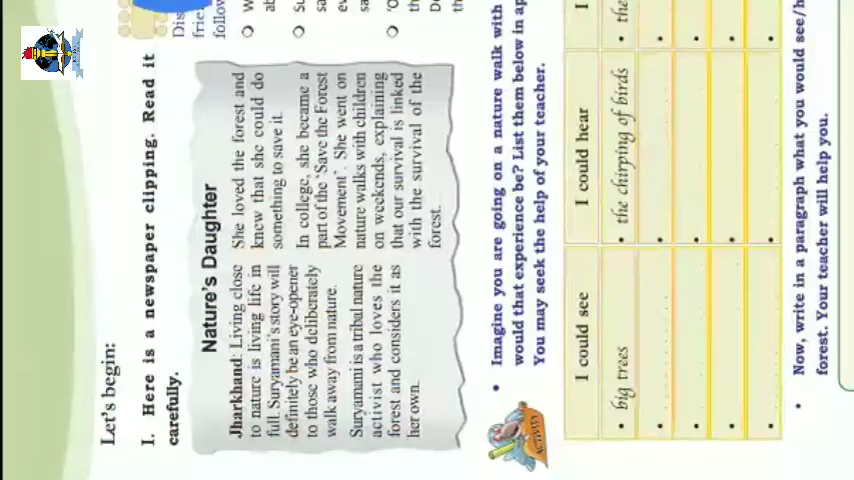 Let's begin:
I. Here is a newspaper clipping. Read it
carefully.
Nature's Daughter
Jharkhand: Living close
to nature is living life in
full. Suryamani's story will
definitely be an eye-opener
to those who deliberately
walk away from nature.
Suryamani is a tribal nature
activist who loves the
forest and considers it as
her own.
She loved the forest and
knew that she could do
something to save it.
In college, she became a
part of the 'Save the Forest
Movement'. She went on
nature walks with children
on weekends, explaining
that our survival is linked
with the survival of the
forest.
ACTIVITY
• Imagine you are going on a nature walk with
would that experience be? List them below in
You may seek the help of your teacher.
I could see
I could hear
I
• big trees
• the chirping of birds
• the
• Now, write in a paragraph what you would see/
forest. Your teacher will help you.